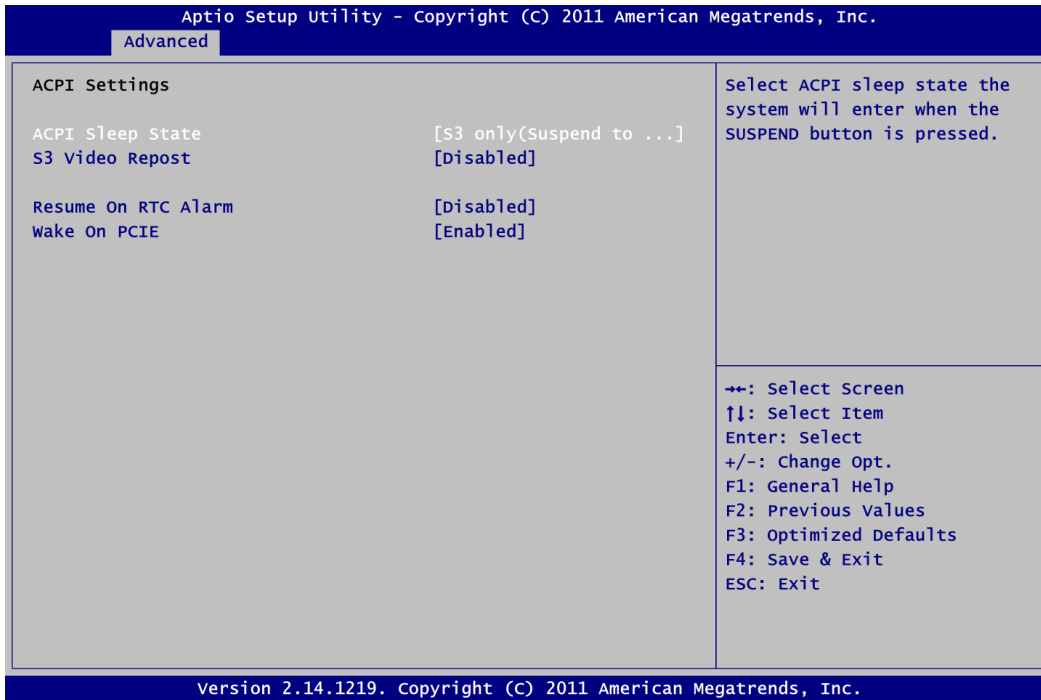 Aptio Setup Utility - Copyright (C) 2011 American Megatrends, Inc.
Advanced
ACPI Settings
ACPI Sleep State [S3 only(Suspend to ...]
S3 Video Repost [Disabled]
Resume On RTC Alarm [Disabled]
Wake On PCIE [Enabled]
Select ACPI sleep state the
system will enter when the
SUSPEND button is pressed.
→←: Select Screen
↑↓: Select Item
Enter: Select
+/-: Change Opt.
F1: General Help
F2: Previous Values
F3: Optimized Defaults
F4: Save & Exit
ESC: Exit
Version 2.14.1219. Copyright (C) 2011 American Megatrends, Inc.